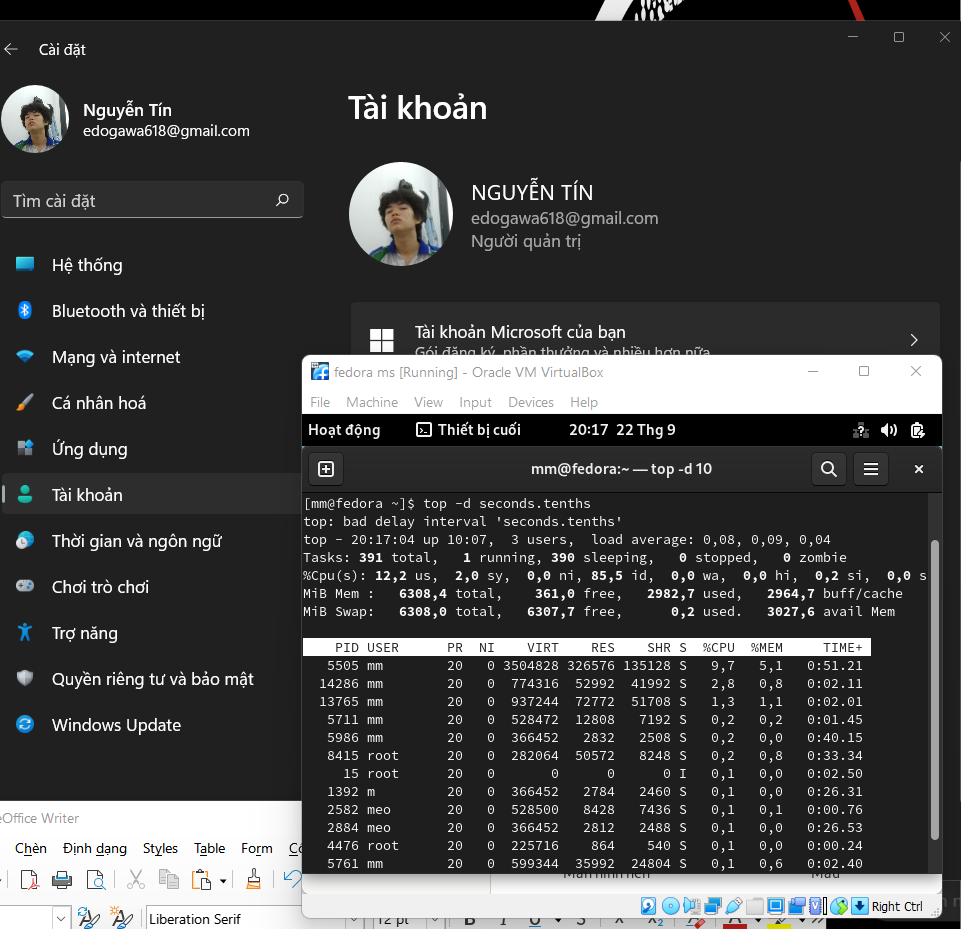 Cài đặt
Nguyễn Tín
edogawa618@gmail.com
Tìm cài đặt
Hệ thống
Bluetooth và thiết bị
Mạng và internet
Cá nhân hoá
Ứng dụng
Tài khoản
Thời gian và ngôn ngữ
Chơi trò chơi
Trợ năng
Quyền riêng tư và bảo mật
Windows Update
Tài khoản
NGUYỄN TÍN
edogawa618@gmail.com
Người quản trị
Tài khoản Microsoft của bạn
Gói đăng ký, phần thưởng và nhiều hơn nữa
fedora ms [Running] - Oracle VM VirtualBox
File Machine View Input Devices Help
Hoạt động Thiết bị cuối 20:17 22 Thg 9
mm@fedora:~ — top -d 10
[mm@fedora ~]$ top -d seconds.tenths
top: bad delay interval 'seconds.tenths'
top - 20:17:04 up 10:07, 3 users, load average: 0,08, 0,09, 0,04
Tasks: 391 total, 1 running, 390 sleeping, 0 stopped, 0 zombie
%Cpu(s): 12,2 us, 2,0 sy, 0,0 ni, 85,5 id, 0,0 wa, 0,0 hi, 0,2 si, 0,0 s
MiB Mem : 6308,4 total, 361,0 free, 2982,7 used, 2964,7 buff/cache
MiB Swap: 6308,0 total, 6307,7 free, 0,2 used. 3027,6 avail Mem
PID USER PR NI VIRT RES SHR S %CPU %MEM TIME+
5505 mm 20 0 3504828 326576 135128 S 9,7 5,1 0:51.21
14286 mm 20 0 774316 52992 41992 S 2,8 0,8 0:02.11
13765 mm 20 0 937244 72772 51708 S 1,3 1,1 0:02.01
5711 mm 20 0 528472 12808 7192 S 0,2 0,2 0:01.45
5986 mm 20 0 366452 2832 2508 S 0,2 0,0 0:40.15
8415 root 20 0 282064 50572 8248 S 0,2 0,8 0:33.34
15 root 20 0 0 0 0 I 0,1 0,0 0:02.50
1392 m 20 0 366452 2784 2460 S 0,1 0,0 0:26.31
2582 meo 20 0 528500 8428 7436 S 0,1 0,1 0:00.76
2884 meo 20 0 366452 2812 2488 S 0,1 0,0 0:26.53
4476 root 20 0 225716 864 540 S 0,1 0,0 0:00.24
5761 mm 20 0 599344 35992 24804 S 0,1 0,6 0:02.40
Right Ctrl
eOffice Writer
Chèn Định dạng Styles Table Form
Liberation Serif 12 pt